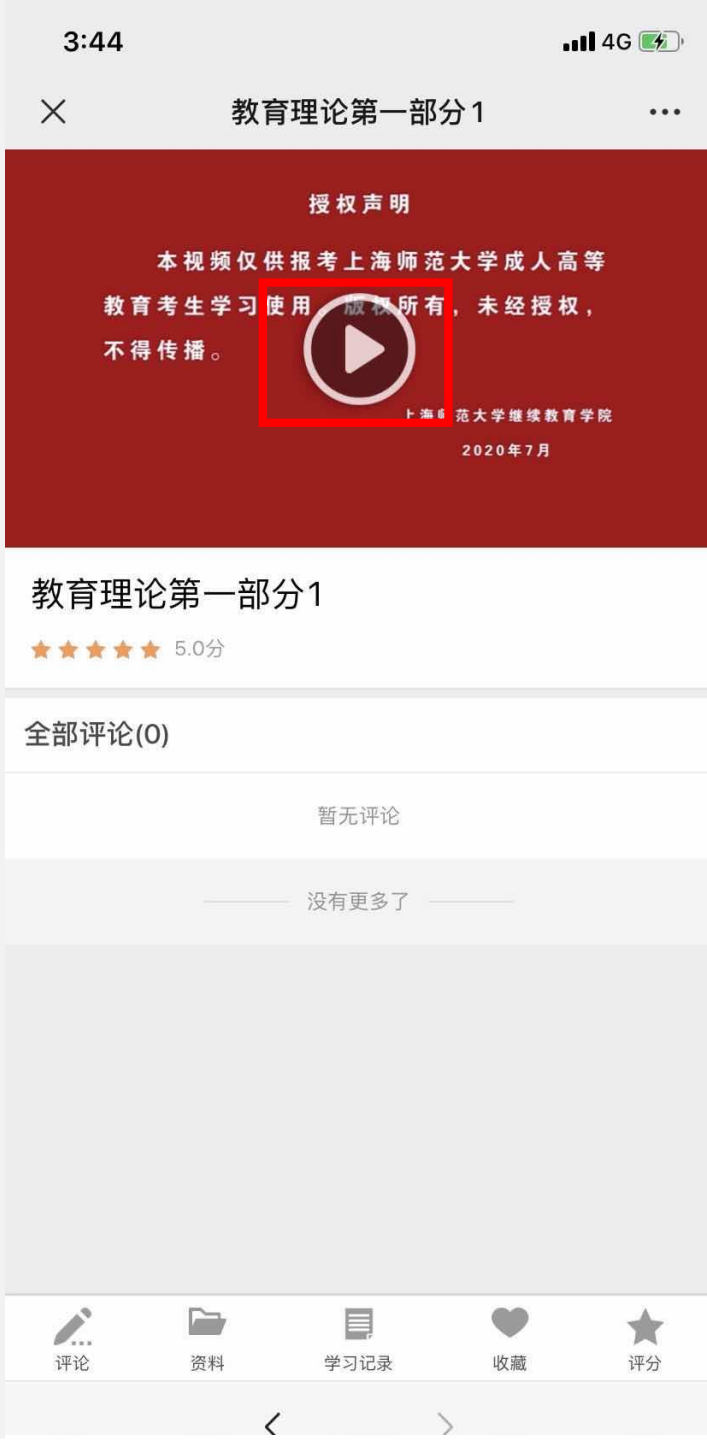 3:44 4G
教育理论第一部分1
授权声明
本视频仅供报考上海师范大学成人高等
教育考生学习使用。版权所有，未经授权，
不得传播。
上海师范大学继续教育学院
2020年7月
教育理论第一部分1
5.0分
全部评论(0)
暂无评论
没有更多了
评论 资料 学习记录 收藏 评分